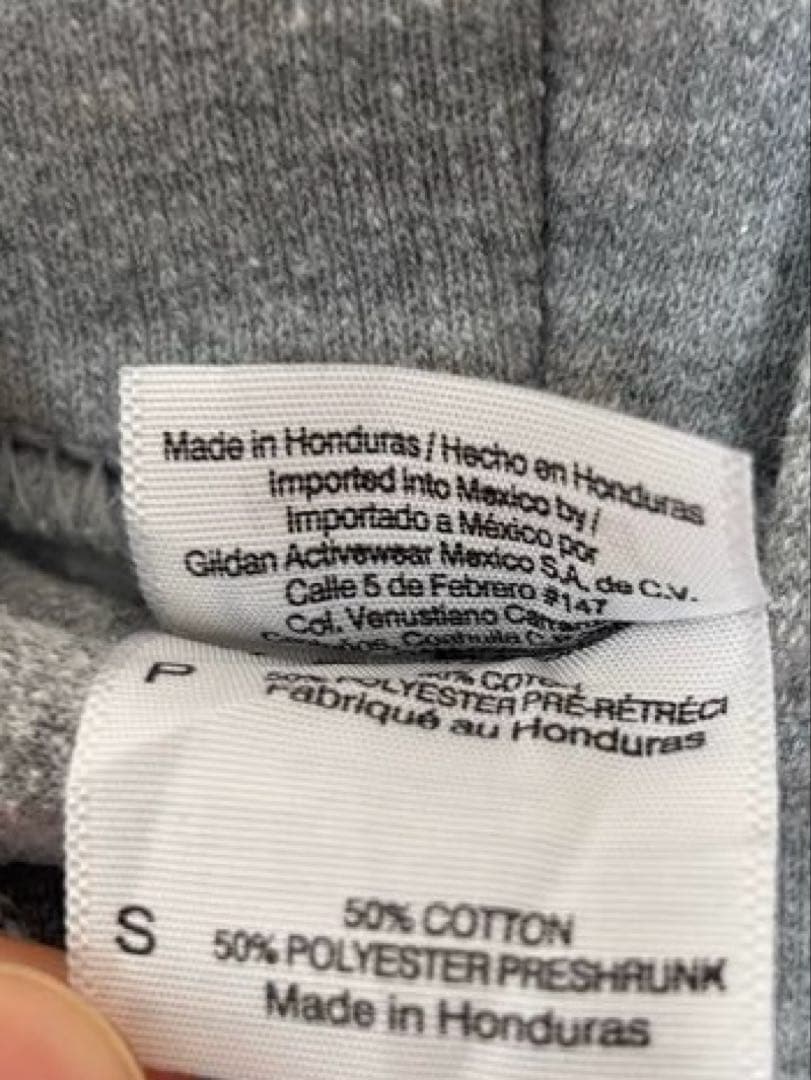 Made in Honduras / Hecho en Honduras
Imported into Mexico by /
Importado a México por
Gildan Activewear Mexico S.A. de C.V.
Calle 5 de Febrero #147
Col. Venustiano
Coahuila
P
POLYESTER PRÉ-RÉTRÉCI
Fabriqué au Honduras
S
50% COTTON
50% POLYESTER PRESHRUNK
Made in Honduras